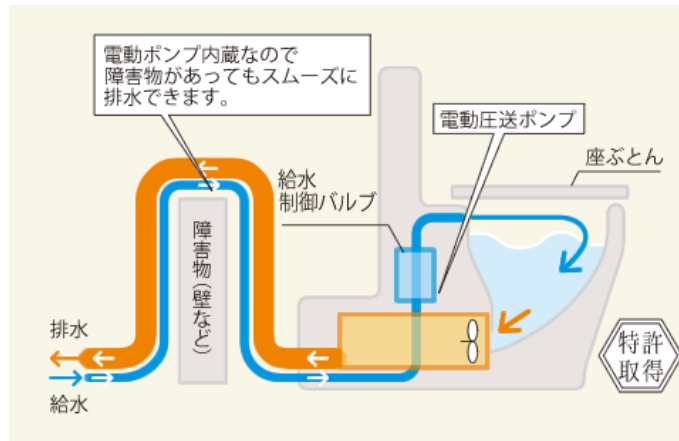 電動ポンプ内蔵なので
障害物があってもスムーズに
排水できます。
電動圧送ポンプ
座ぶとん
給水
制御バルブ
障害物(壁など)
排水
給水
特許
取得